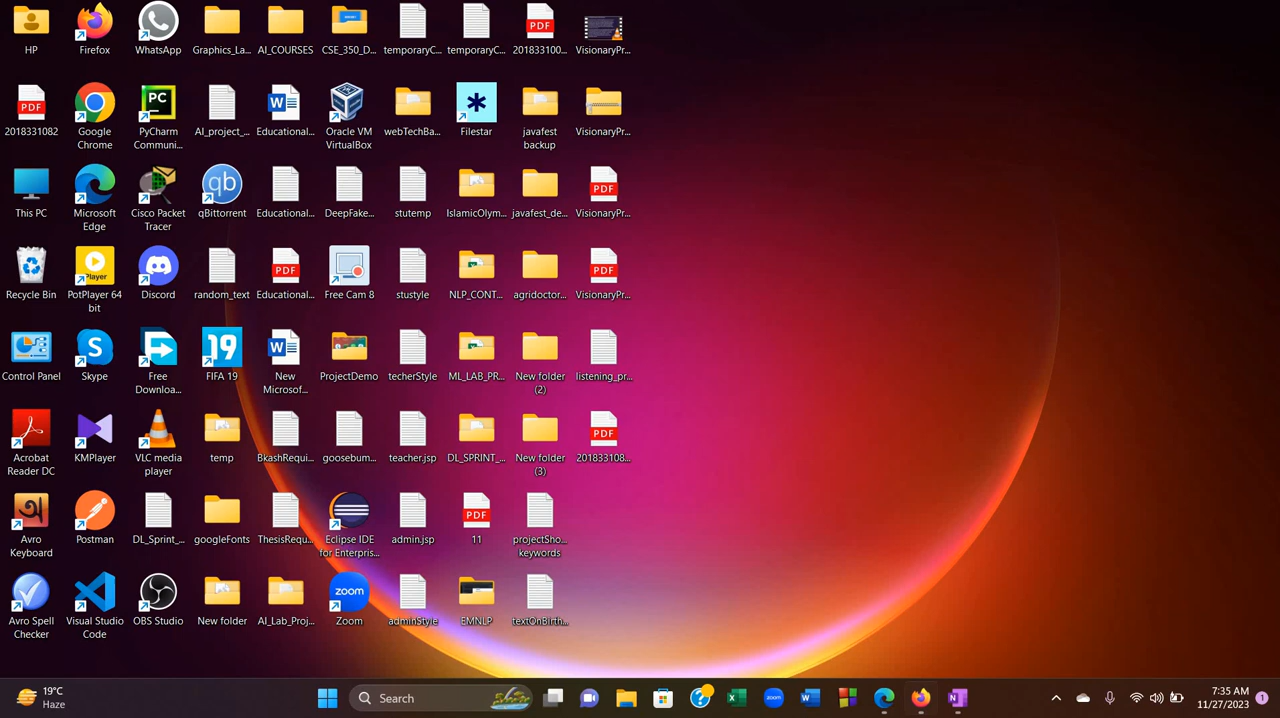 HP
Firefox
WhatsApp
Graphics_La...
AI_COURSES
CSE_350_D...
temporaryC...
temporaryC...
PDF
201833100...
VisionaryPr...
PDF
2018331082
Google
Chrome
PC
PyCharm
Communi...
AI_project_...
W
Educational...
Oracle VM
VirtualBox
webTechBa...
Filestar
javafest
backup
VisionaryPr...
This PC
Microsoft
Edge
Cisco Packet
Tracer
qb
qBittorrent
Educational...
DeepFake...
stutemp
IslamicOlym...
javafest_de...
PDF
VisionaryPr...
Recycle Bin
Player
PotPlayer 64
bit
Discord
random_text
PDF
Educational...
Free Cam 8
stustyle
NLP_CONT...
agridoctor...
PDF
VisionaryPr...
Control Panel
S
Skype
Free
Downloa...
19
FIFA 19
W
New
Microsof...
ProjectDemo
techerStyle
ML_LAB_PR...
New folder
(2)
listening_pr...
Acrobat
Reader DC
KMPlayer
VLC media
player
temp
BkashRequi...
goosebum...
teacher.jsp
DL_SPRINT_...
New folder
(3)
PDF
201833108...
অ
Avro
Keyboard
Postman
DL_Sprint_...
googleFonts
ThesisRequ...
Eclipse IDE
for Enterpris...
admin.jsp
PDF
11
projectSho...
keywords
Avro Spell
Checker
Visual Studio
Code
OBS Studio
New folder
AI_Lab_Proj...
zoom
Zoom
adminStyle
EMNLP
textOnBirth...
19°C
Haze
Search
zoom
W
N
7:35 AM
11/27/2023
1